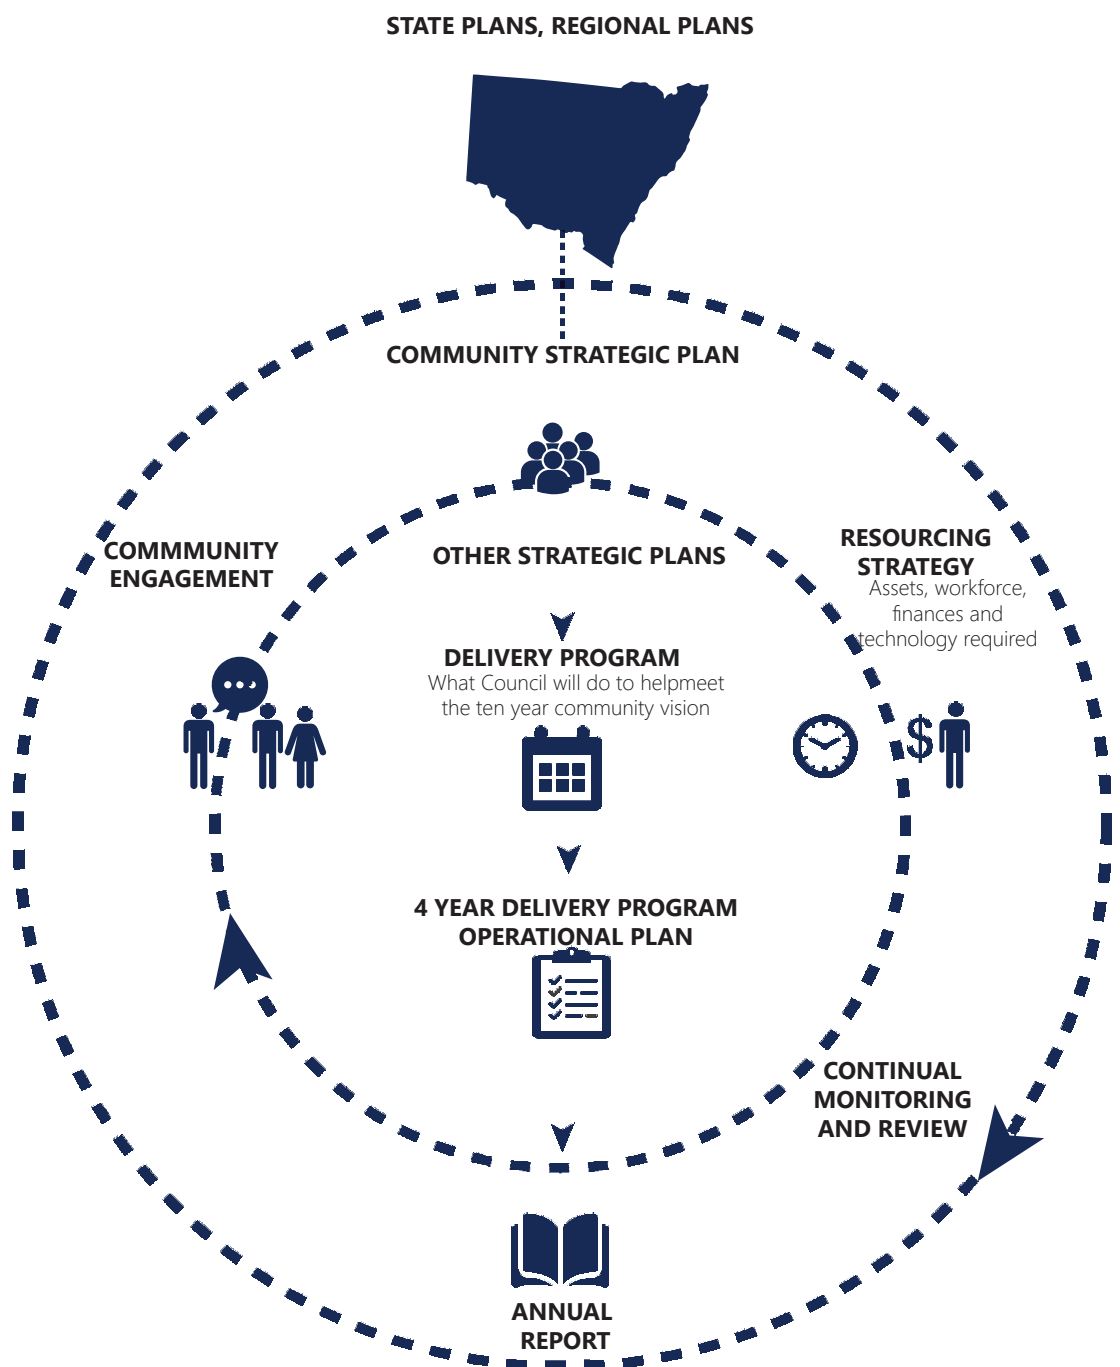 STATE PLANS, REGIONAL PLANS
COMMUNITY STRATEGIC PLAN
COMMMUNITY
ENGAGEMENT
OTHER STRATEGIC PLANS
RESOURCING
STRATEGY
Assets, workforce,
finances and
technology required
DELIVERY PROGRAM
What Council will do to helpmeet
the ten year community vision
$
4 YEAR DELIVERY PROGRAM
OPERATIONAL PLAN
CONTINUAL
MONITORING
AND REVIEW
ANNUAL
REPORT